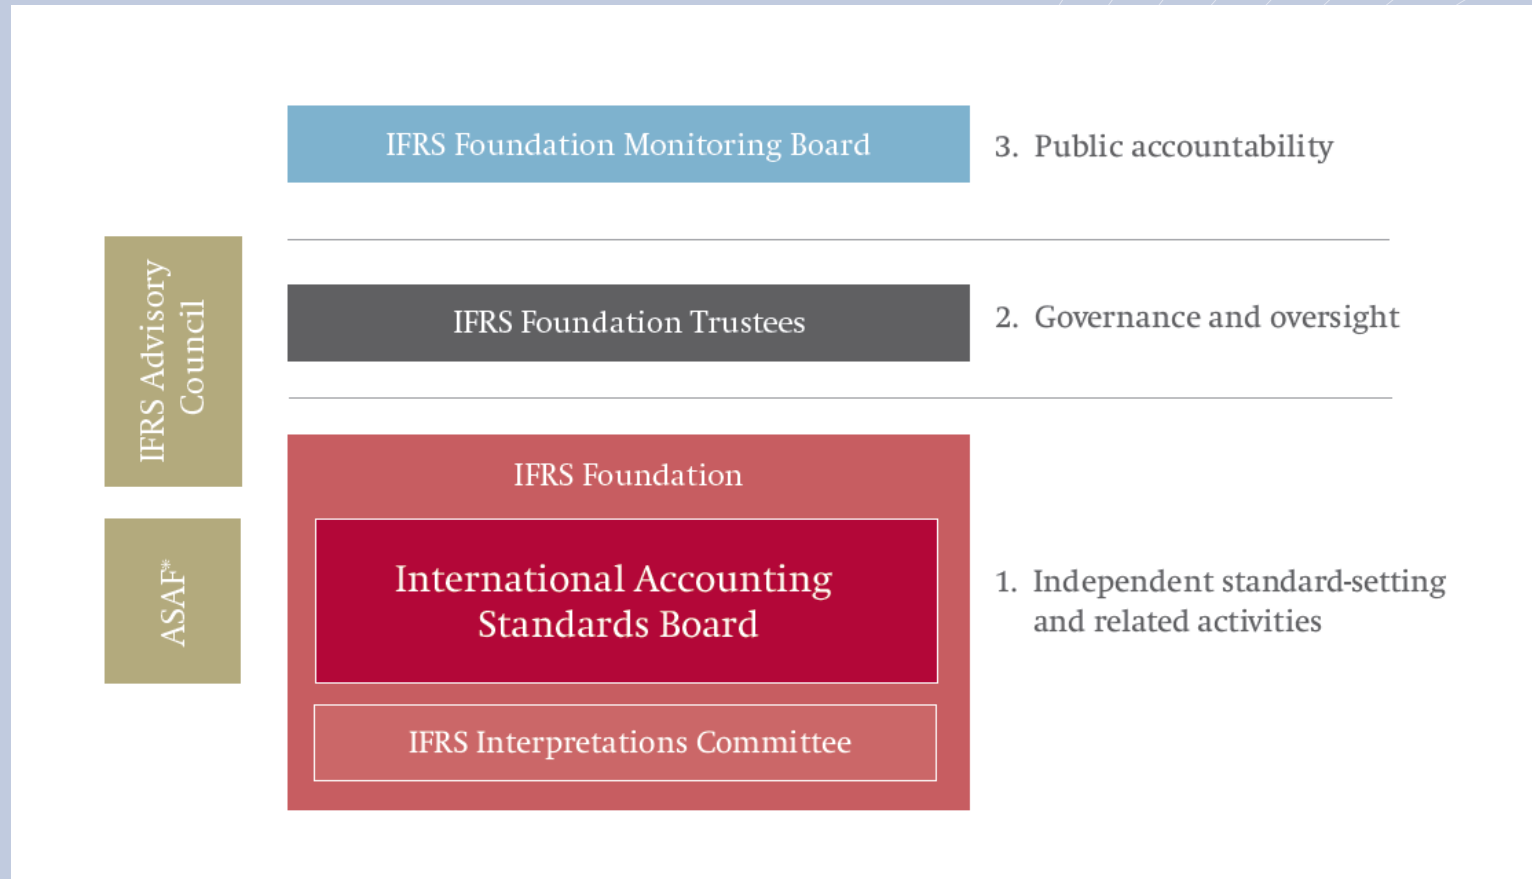 IFRS Foundation Monitoring Board
3. Public accountability
IFRS Advisory
Council
IFRS Foundation Trustees
2. Governance and oversight
IFRS Foundation
ASAF*
International Accounting
Standards Board
1. Independent standard-setting
and related activities
IFRS Interpretations Committee